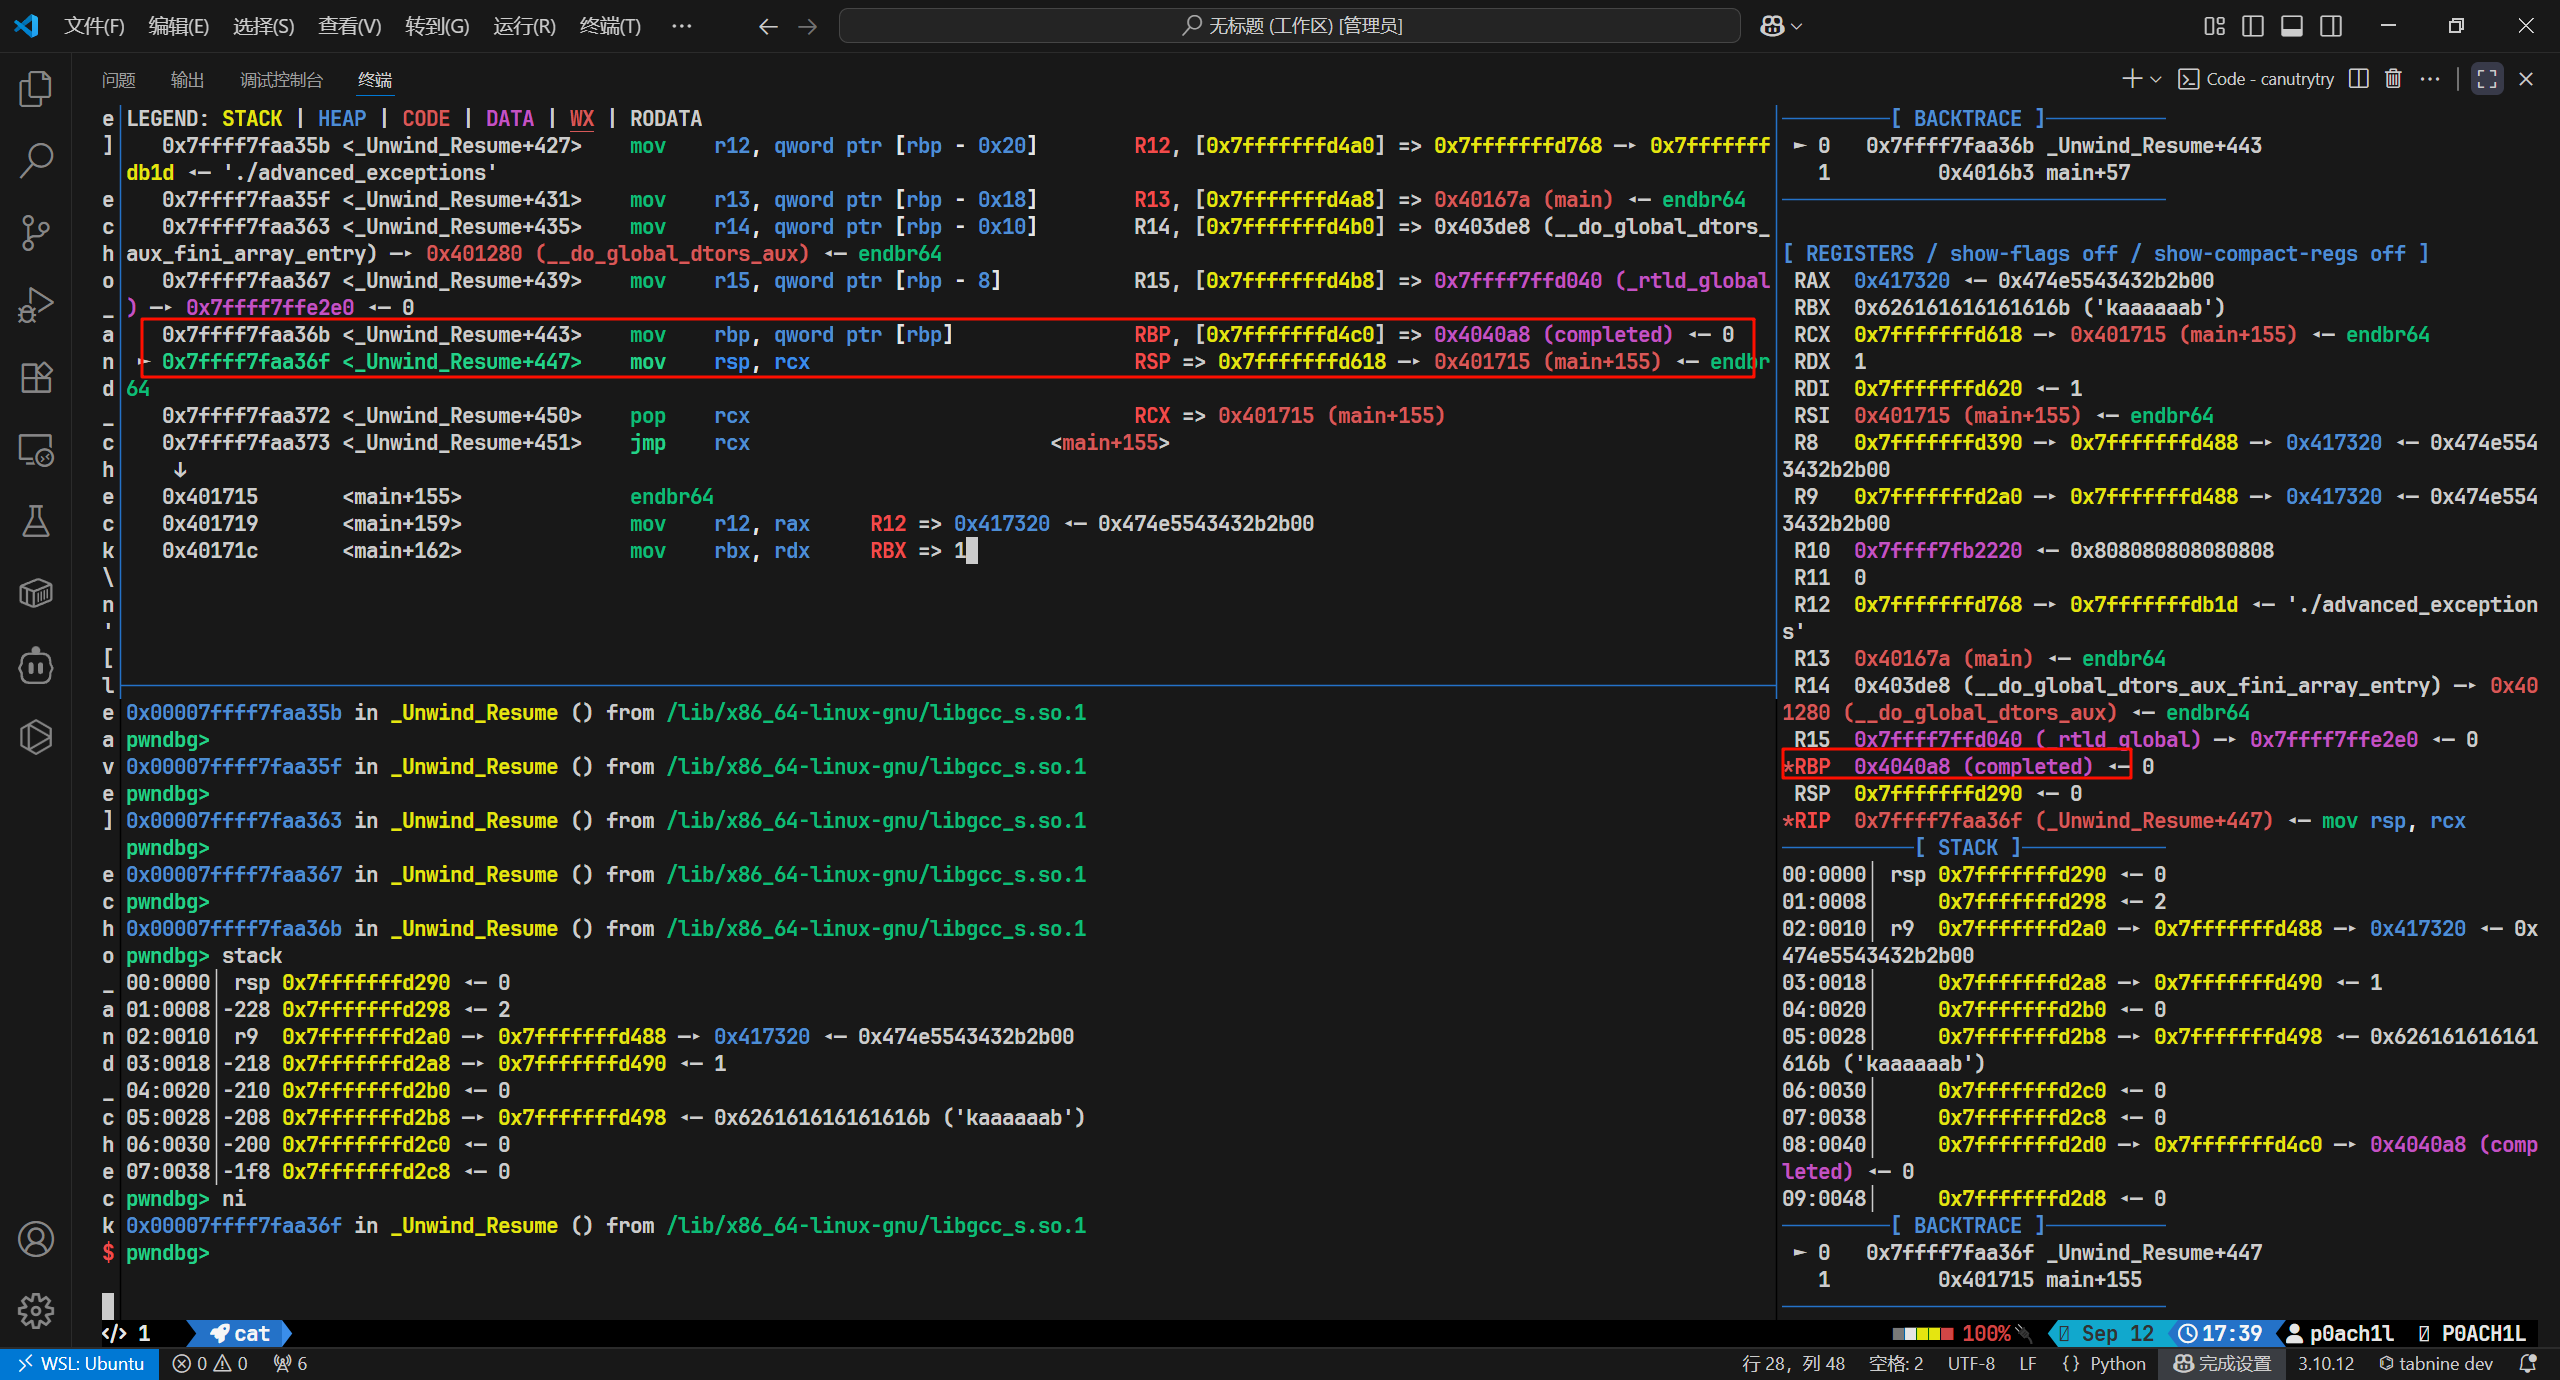 文件(F) 编辑(E) 选择(S) 查看(V) 转到(G) 运行(R) 终端(T) ··· ← → 无标题 (工作区) [管理员]
问题 输出 调试控制台 终端 Code - canutrytry
e LEGEND: STACK | HEAP | CODE | DATA | WX | RODATA
] 0x7ffff7faa35b <_Unwind_Resume+427> mov r12, qword ptr [rbp - 0x20] R12, [0x7fffffffd4a0] => 0x7fffffffd768 —▸ 0x7fffffff
db1d ◂— './advanced_exceptions'
e 0x7ffff7faa35f <_Unwind_Resume+431> mov r13, qword ptr [rbp - 0x18] R13, [0x7fffffffd4a8] => 0x40167a (main) ◂— endbr64
c 0x7ffff7faa363 <_Unwind_Resume+435> mov r14, qword ptr [rbp - 0x10] R14, [0x7fffffffd4b0] => 0x403de8 (__do_global_dtors_
h aux_fini_array_entry) —▸ 0x401280 (__do_global_dtors_aux) ◂— endbr64
o 0x7ffff7faa367 <_Unwind_Resume+439> mov r15, qword ptr [rbp - 8] R15, [0x7fffffffd4b8] => 0x7ffff7ffd040 (_rtld_global
_ ) —▸ 0x7ffff7ffe2e0 ◂— 0
a 0x7ffff7faa36b <_Unwind_Resume+443> mov rbp, qword ptr [rbp] RBP, [0x7fffffffd4c0] => 0x4040a8 (completed) ◂— 0
n ► 0x7ffff7faa36f <_Unwind_Resume+447> mov rsp, rcx RSP => 0x7fffffffd618 —▸ 0x401715 (main+155) ◂— endbr
d 64
_ 0x7ffff7faa372 <_Unwind_Resume+450> pop rcx RCX => 0x401715 (main+155)
c 0x7ffff7faa373 <_Unwind_Resume+451> jmp rcx <main+155>
h ↓
e 0x401715 <main+155> endbr64
c 0x401719 <main+159> mov r12, rax R12 => 0x417320 ◂— 0x474e5543432b2b00
k 0x40171c <main+162> mov rbx, rdx RBX => 1
\
n
'
[
l
e 0x00007ffff7faa35b in _Unwind_Resume () from /lib/x86_64-linux-gnu/libgcc_s.so.1
a pwndbg>
v 0x00007ffff7faa35f in _Unwind_Resume () from /lib/x86_64-linux-gnu/libgcc_s.so.1
e pwndbg>
] 0x00007ffff7faa363 in _Unwind_Resume () from /lib/x86_64-linux-gnu/libgcc_s.so.1
pwndbg>
e 0x00007ffff7faa367 in _Unwind_Resume () from /lib/x86_64-linux-gnu/libgcc_s.so.1
c pwndbg>
h 0x00007ffff7faa36b in _Unwind_Resume () from /lib/x86_64-linux-gnu/libgcc_s.so.1
o pwndbg> stack
_ 00:0000│ rsp 0x7fffffffd290 ◂— 0
a 01:0008│-228 0x7fffffffd298 ◂— 2
n 02:0010│ r9 0x7fffffffd2a0 —▸ 0x7fffffffd488 —▸ 0x417320 ◂— 0x474e5543432b2b00
d 03:0018│-218 0x7fffffffd2a8 —▸ 0x7fffffffd490 ◂— 1
_ 04:0020│-210 0x7fffffffd2b0 ◂— 0
c 05:0028│-208 0x7fffffffd2b8 —▸ 0x7fffffffd498 ◂— 0x626161616161616b ('kaaaaaab')
h 06:0030│-200 0x7fffffffd2c0 ◂— 0
e 07:0038│-1f8 0x7fffffffd2c8 ◂— 0
c pwndbg> ni
k 0x00007ffff7faa36f in _Unwind_Resume () from /lib/x86_64-linux-gnu/libgcc_s.so.1
$ pwndbg>
[ BACKTRACE ]
► 0 0x7ffff7faa36b _Unwind_Resume+443
1 0x4016b3 main+57
[ REGISTERS / show-flags off / show-compact-regs off ]
RAX 0x417320 ◂— 0x474e5543432b2b00
RBX 0x626161616161616b ('kaaaaaab')
RCX 0x7fffffffd618 —▸ 0x401715 (main+155) ◂— endbr64
RDX 1
RDI 0x7fffffffd620 ◂— 1
RSI 0x401715 (main+155) ◂— endbr64
R8 0x7fffffffd390 —▸ 0x7fffffffd488 —▸ 0x417320 ◂— 0x474e554
3432b2b00
R9 0x7fffffffd2a0 —▸ 0x7fffffffd488 —▸ 0x417320 ◂— 0x474e554
3432b2b00
R10 0x7ffff7fb2220 ◂— 0x808080808080808
R11 0
R12 0x7fffffffd768 —▸ 0x7fffffffdb1d ◂— './advanced_exception
s'
R13 0x40167a (main) ◂— endbr64
R14 0x403de8 (__do_global_dtors_aux_fini_array_entry) —▸ 0x40
1280 (__do_global_dtors_aux) ◂— endbr64
R15 0x7ffff7ffd040 (_rtld_global) —▸ 0x7ffff7ffe2e0 ◂— 0
*RBP 0x4040a8 (completed) ◂— 0
RSP 0x7fffffffd290 ◂— 0
*RIP 0x7ffff7faa36f (_Unwind_Resume+447) ◂— mov rsp, rcx
[ STACK ]
00:0000│ rsp 0x7fffffffd290 ◂— 0
01:0008│ 0x7fffffffd298 ◂— 2
02:0010│ r9 0x7fffffffd2a0 —▸ 0x7fffffffd488 —▸ 0x417320 ◂— 0x
474e5543432b2b00
03:0018│ 0x7fffffffd2a8 —▸ 0x7fffffffd490 ◂— 1
04:0020│ 0x7fffffffd2b0 ◂— 0
05:0028│ 0x7fffffffd2b8 —▸ 0x7fffffffd498 ◂— 0x626161616161
616b ('kaaaaaab')
06:0030│ 0x7fffffffd2c0 ◂— 0
07:0038│ 0x7fffffffd2c8 ◂— 0
08:0040│ 0x7fffffffd2d0 —▸ 0x7fffffffd4c0 —▸ 0x4040a8 (comp
leted) ◂— 0
09:0048│ 0x7fffffffd2d8 ◂— 0
[ BACKTRACE ]
► 0 0x7ffff7faa36f _Unwind_Resume+447
1 0x401715 main+155
</> 1 cat 100% Sep 12 17:39 p0ach1l P0ACH1L
WSL: Ubuntu 0 0 6 行 28，列 48 空格: 2 UTF-8 LF {} Python 完成设置 3.10.12 tabnine dev